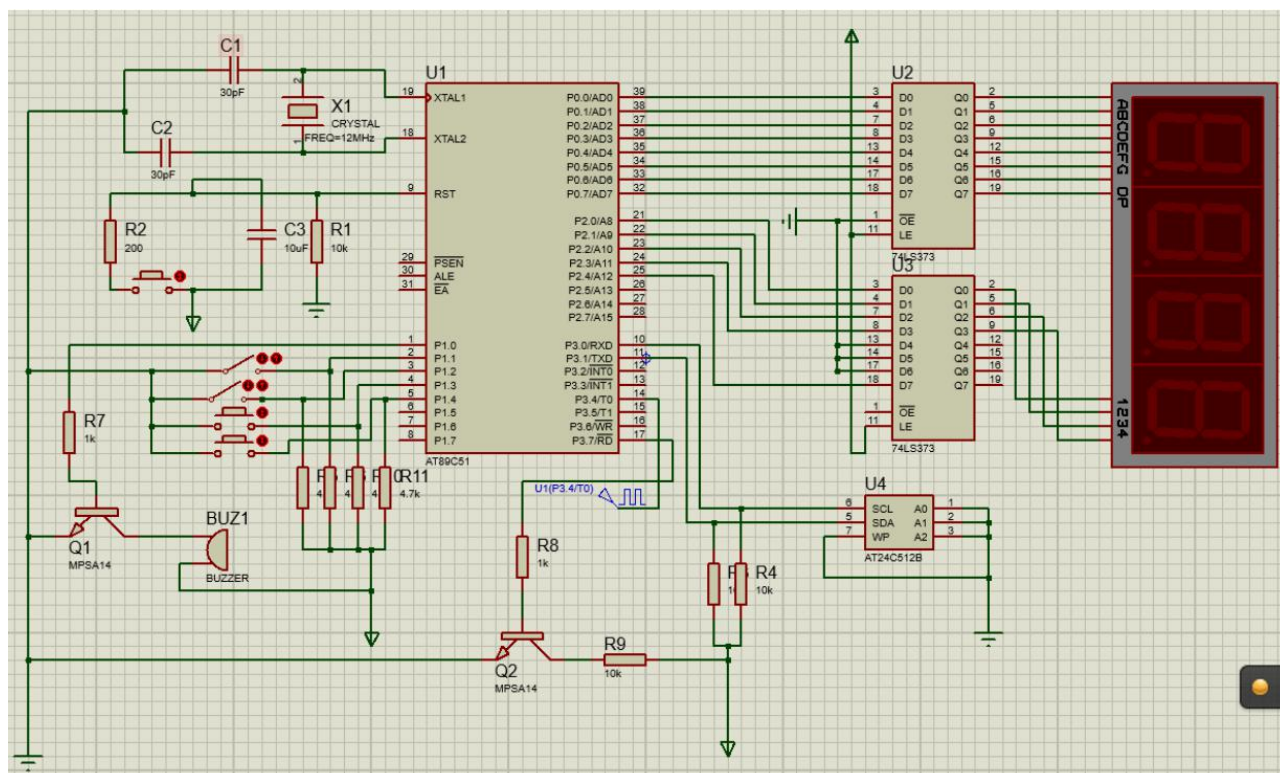 C1
30pF
X1
CRYSTAL
FREQ=12MHz
2
1
C2
30pF
R2
200
C3
10uF
R1
10k
U1
19 XTAL1
18 XTAL2
9 RST
29 PSEN
30 ALE
31 EA
1 P1.0
2 P1.1
3 P1.2
4 P1.3
5 P1.4
6 P1.5
7 P1.6
8 P1.7
P0.0/AD0 39
P0.1/AD1 38
P0.2/AD2 37
P0.3/AD3 36
P0.4/AD4 35
P0.5/AD5 34
P0.6/AD6 33
P0.7/AD7 32
P2.0/A8 21
P2.1/A9 22
P2.2/A10 23
P2.3/A11 24
P2.4/A12 25
P2.5/A13 26
P2.6/A14 27
P2.7/A15 28
P3.0/RXD 10
P3.1/TXD 11
P3.2/INT0 12
P3.3/INT1 13
P3.4/T0 14
P3.5/T1 15
P3.6/WR 16
P3.7/RD 17
AT89C51
U2
3 D0 Q0 2
4 D1 Q1 5
7 D2 Q2 6
8 D3 Q3 9
13 D4 Q4 12
14 D5 Q5 15
17 D6 Q6 16
18 D7 Q7 19
1 OE
11 LE
74LS373
U3
3 D0 Q0 2
4 D1 Q1 5
7 D2 Q2 6
8 D3 Q3 9
13 D4 Q4 12
14 D5 Q5 15
17 D6 Q6 16
18 D7 Q7 19
1 OE
11 LE
74LS373
ABCDEFG DP
1234
R7
1k
R11
4.7k
Q1
MPSA14
BUZ1
BUZZER
U1(P3.4/T0)
R8
1k
Q2
MPSA14
R9
10k
R4
10k
U4
6 SCL A0 1
5 SDA A1 2
7 WP A2 3
AT24C512B